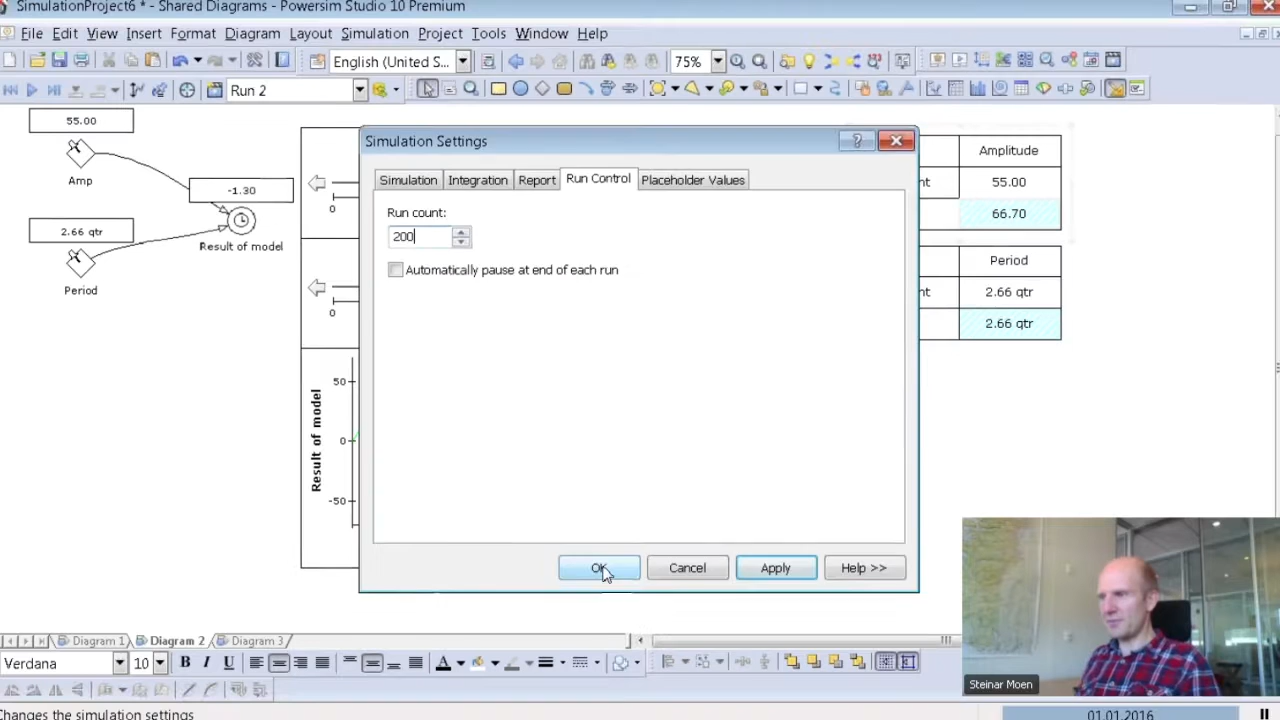 SimulationProject6 * - Shared Diagrams - Powersim Studio 10 Premium
File Edit View Insert Format Diagram Layout Simulation Project Tools Window Help
English (United S... 75%
Run 2
55.00
Amp
-1.30
2.66 qtr
Result of model
Period
0
0
Result of model
50
0
-50
Simulation Settings
Simulation Integration Report Run Control Placeholder Values
Run count:
200
Automatically pause at end of each run
OK Cancel Apply Help >>
Amplitude
nt 55.00
66.70
Period
nt 2.66 qtr
2.66 qtr
Diagram 1 Diagram 2 Diagram 3
Verdana 10 B I U A
Steinar Moen
Changes the simulation settings 01.01.2016